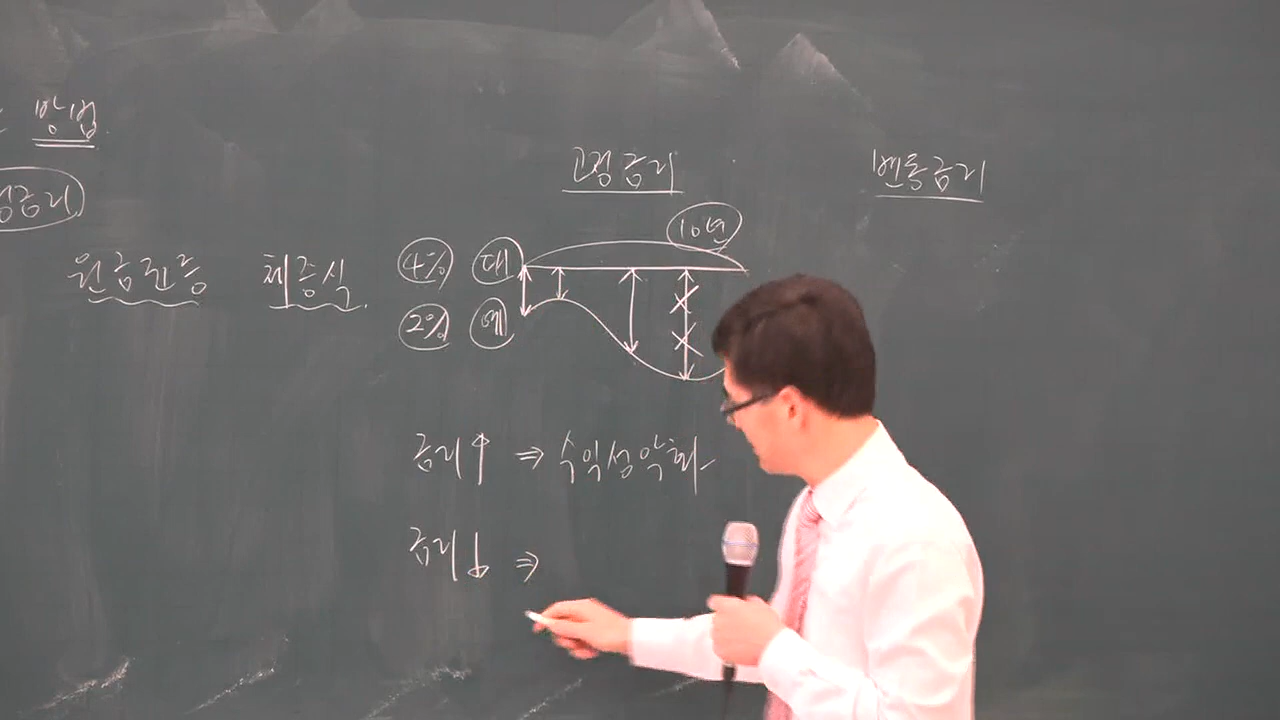 방법
고정금리
변동금리
정금리
10년
원금균등 체증식
4% 대
2% 예
금리↑ ⇒ 수익성악화
금리↓ ⇒